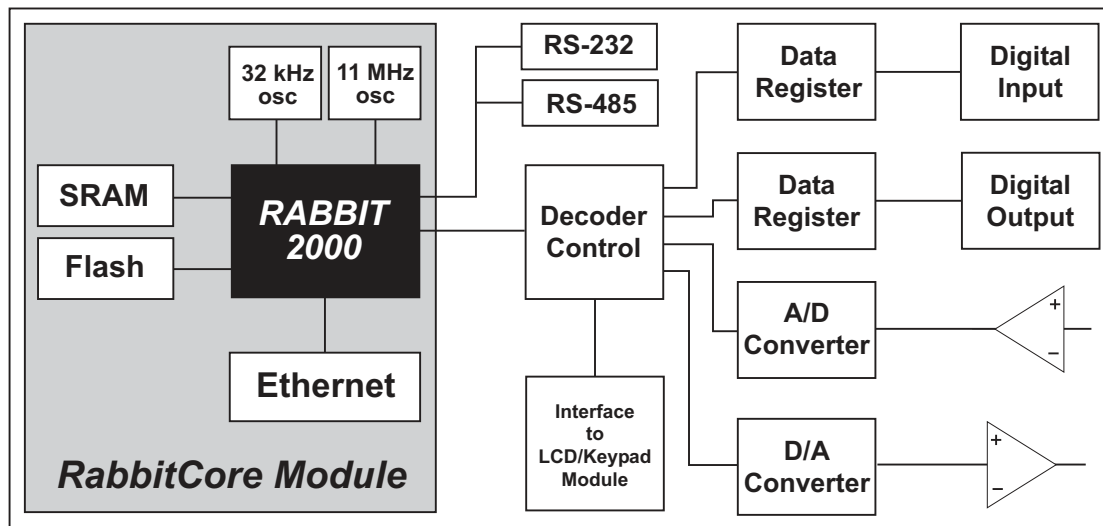 32 kHz
osc
11 MHz
osc
SRAM
Flash
RABBIT
2000
Ethernet
RabbitCore Module
RS-232
RS-485
Decoder
Control
Interface
to
LCD/Keypad
Module
Data
Register
Digital
Input
Data
Register
Digital
Output
A/D
Converter
+
−
D/A
Converter
+
−